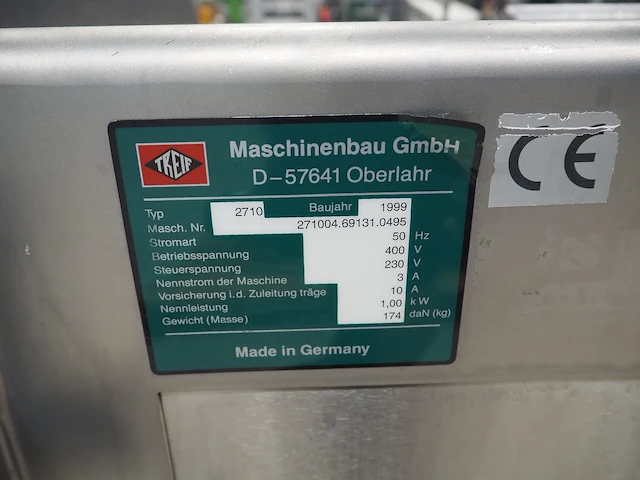 TREIF
Maschinenbau GmbH
D-57641 Oberlahr
Typ 2710 Baujahr 1999
Masch. Nr. 271004.69131.0495
Stromart 50 Hz
Betriebsspannung 400 V
Steuerspannung 230 V
Nennstrom der Maschine 3 A
Vorsicherung i.d. Zuleitung träge 10 A
Nennleistung 1,00 kW
Gewicht (Masse) 174 daN (kg)
Made in Germany
CE